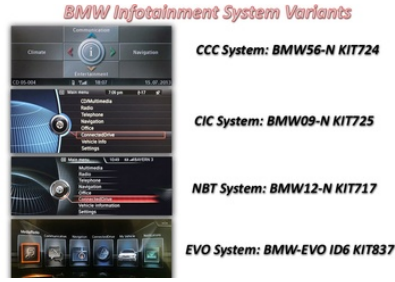 BMW Infotainment System Variants
Communication
Climate
Navigation
Entertainment
CCC System: BMW56-N KIT724
Main menu
CD/Multimedia
Radio
Telephone
Navigation
Office
ConnectedDrive
Vehicle Info
Settings
CIC System: BMW09-N KIT725
Main menu
Multimedia
Radio
Telephone
Navigation
Office
ConnectedDrive
Vehicle information
Settings
NBT System: BMW12-N KIT717
EVO System: BMW-EVO ID6 KIT837